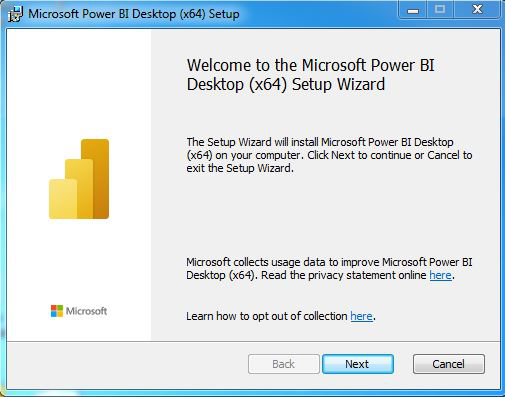 Microsoft Power BI Desktop (x64) Setup
Welcome to the Microsoft Power BI
Desktop (x64) Setup Wizard
The Setup Wizard will install Microsoft Power BI Desktop
(x64) on your computer. Click Next to continue or Cancel to
exit the Setup Wizard.
Microsoft collects usage data to improve Microsoft Power BI
Desktop (x64). Read the privacy statement online here.
Microsoft
Learn how to opt out of collection here.
Back
Next
Cancel